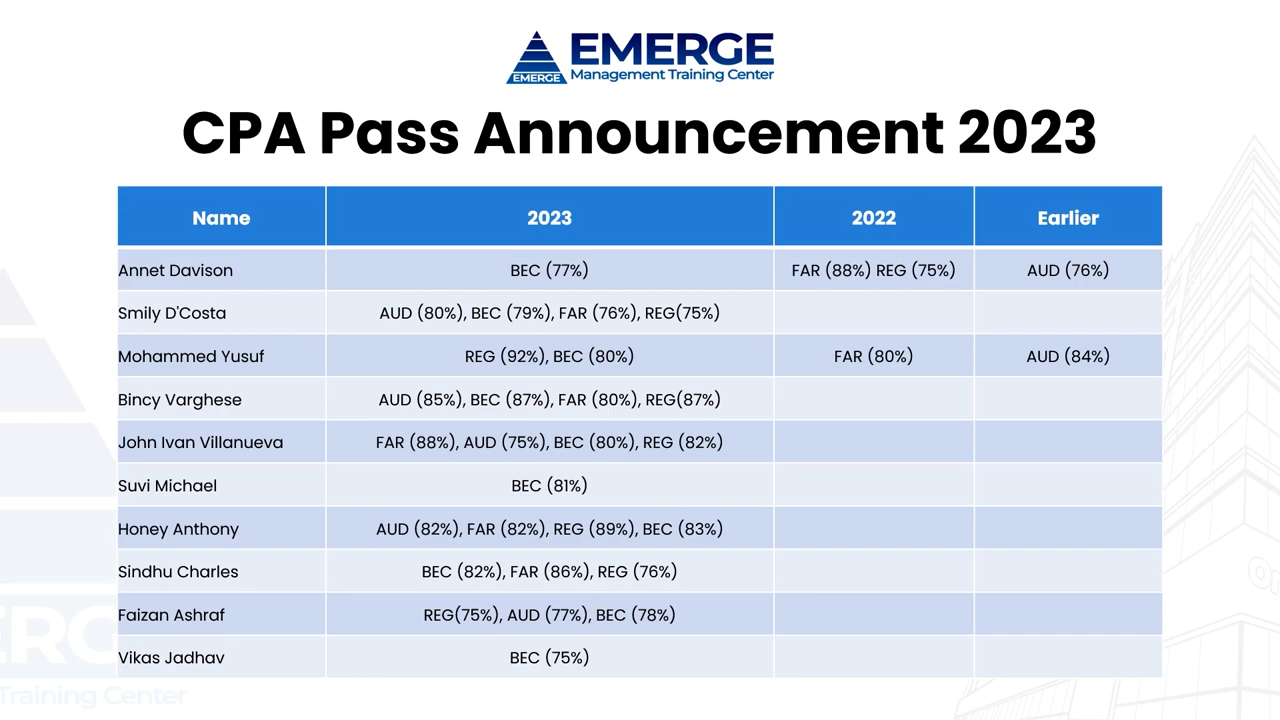 EMERGE
EMERGE
Management Training Center
CPA Pass Announcement 2023
Name 2023 2022 Earlier
Annet Davison BEC (77%) FAR (88%) REG (75%) AUD (76%)
Smily D'Costa AUD (80%), BEC (79%), FAR (76%), REG(75%)
Mohammed Yusuf REG (92%), BEC (80%) FAR (80%) AUD (84%)
Bincy Varghese AUD (85%), BEC (87%), FAR (80%), REG(87%)
John Ivan Villanueva FAR (88%), AUD (75%), BEC (80%), REG (82%)
Suvi Michael BEC (81%)
Honey Anthony AUD (82%), FAR (82%), REG (89%), BEC (83%)
Sindhu Charles BEC (82%), FAR (86%), REG (76%)
Faizan Ashraf REG(75%), AUD (77%), BEC (78%)
Vikas Jadhav BEC (75%)
Training Center